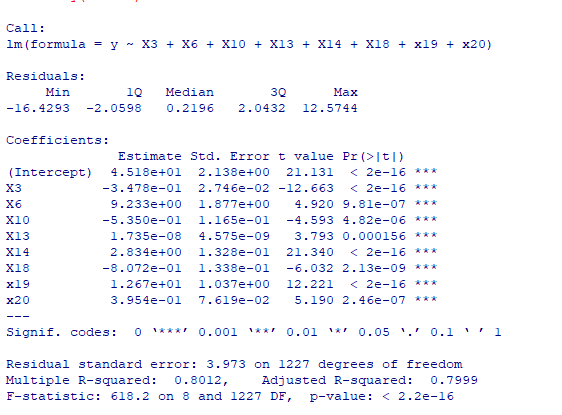 Call:
lm(formula = y ~ X3 + X6 + X10 + X13 + X14 + X18 + x19 + x20)
Residuals:
Min 1Q Median 3Q Max
-16.4293 -2.0598 0.2196 2.0432 12.5744
Coefficients:
Estimate Std. Error t value Pr(>|t|)
(Intercept) 4.518e+01 2.138e+00 21.131 < 2e-16 ***
X3 -3.478e-01 2.746e-02 -12.663 < 2e-16 ***
X6 9.233e+00 1.877e+00 4.920 9.81e-07 ***
X10 -5.350e-01 1.165e-01 -4.593 4.82e-06 ***
X13 1.735e-08 4.575e-09 3.793 0.000156 ***
X14 2.834e+00 1.328e-01 21.340 < 2e-16 ***
X18 -8.072e-01 1.338e-01 -6.032 2.13e-09 ***
x19 1.267e+01 1.037e+00 12.221 < 2e-16 ***
x20 3.954e-01 7.619e-02 5.190 2.46e-07 ***
---
Signif. codes: 0 ‘***’ 0.001 ‘**’ 0.01 ‘*’ 0.05 ‘.’ 0.1 ‘ ’ 1
Residual standard error: 3.973 on 1227 degrees of freedom
Multiple R-squared: 0.8012, Adjusted R-squared: 0.7999
F-statistic: 618.2 on 8 and 1227 DF, p-value: < 2.2e-16